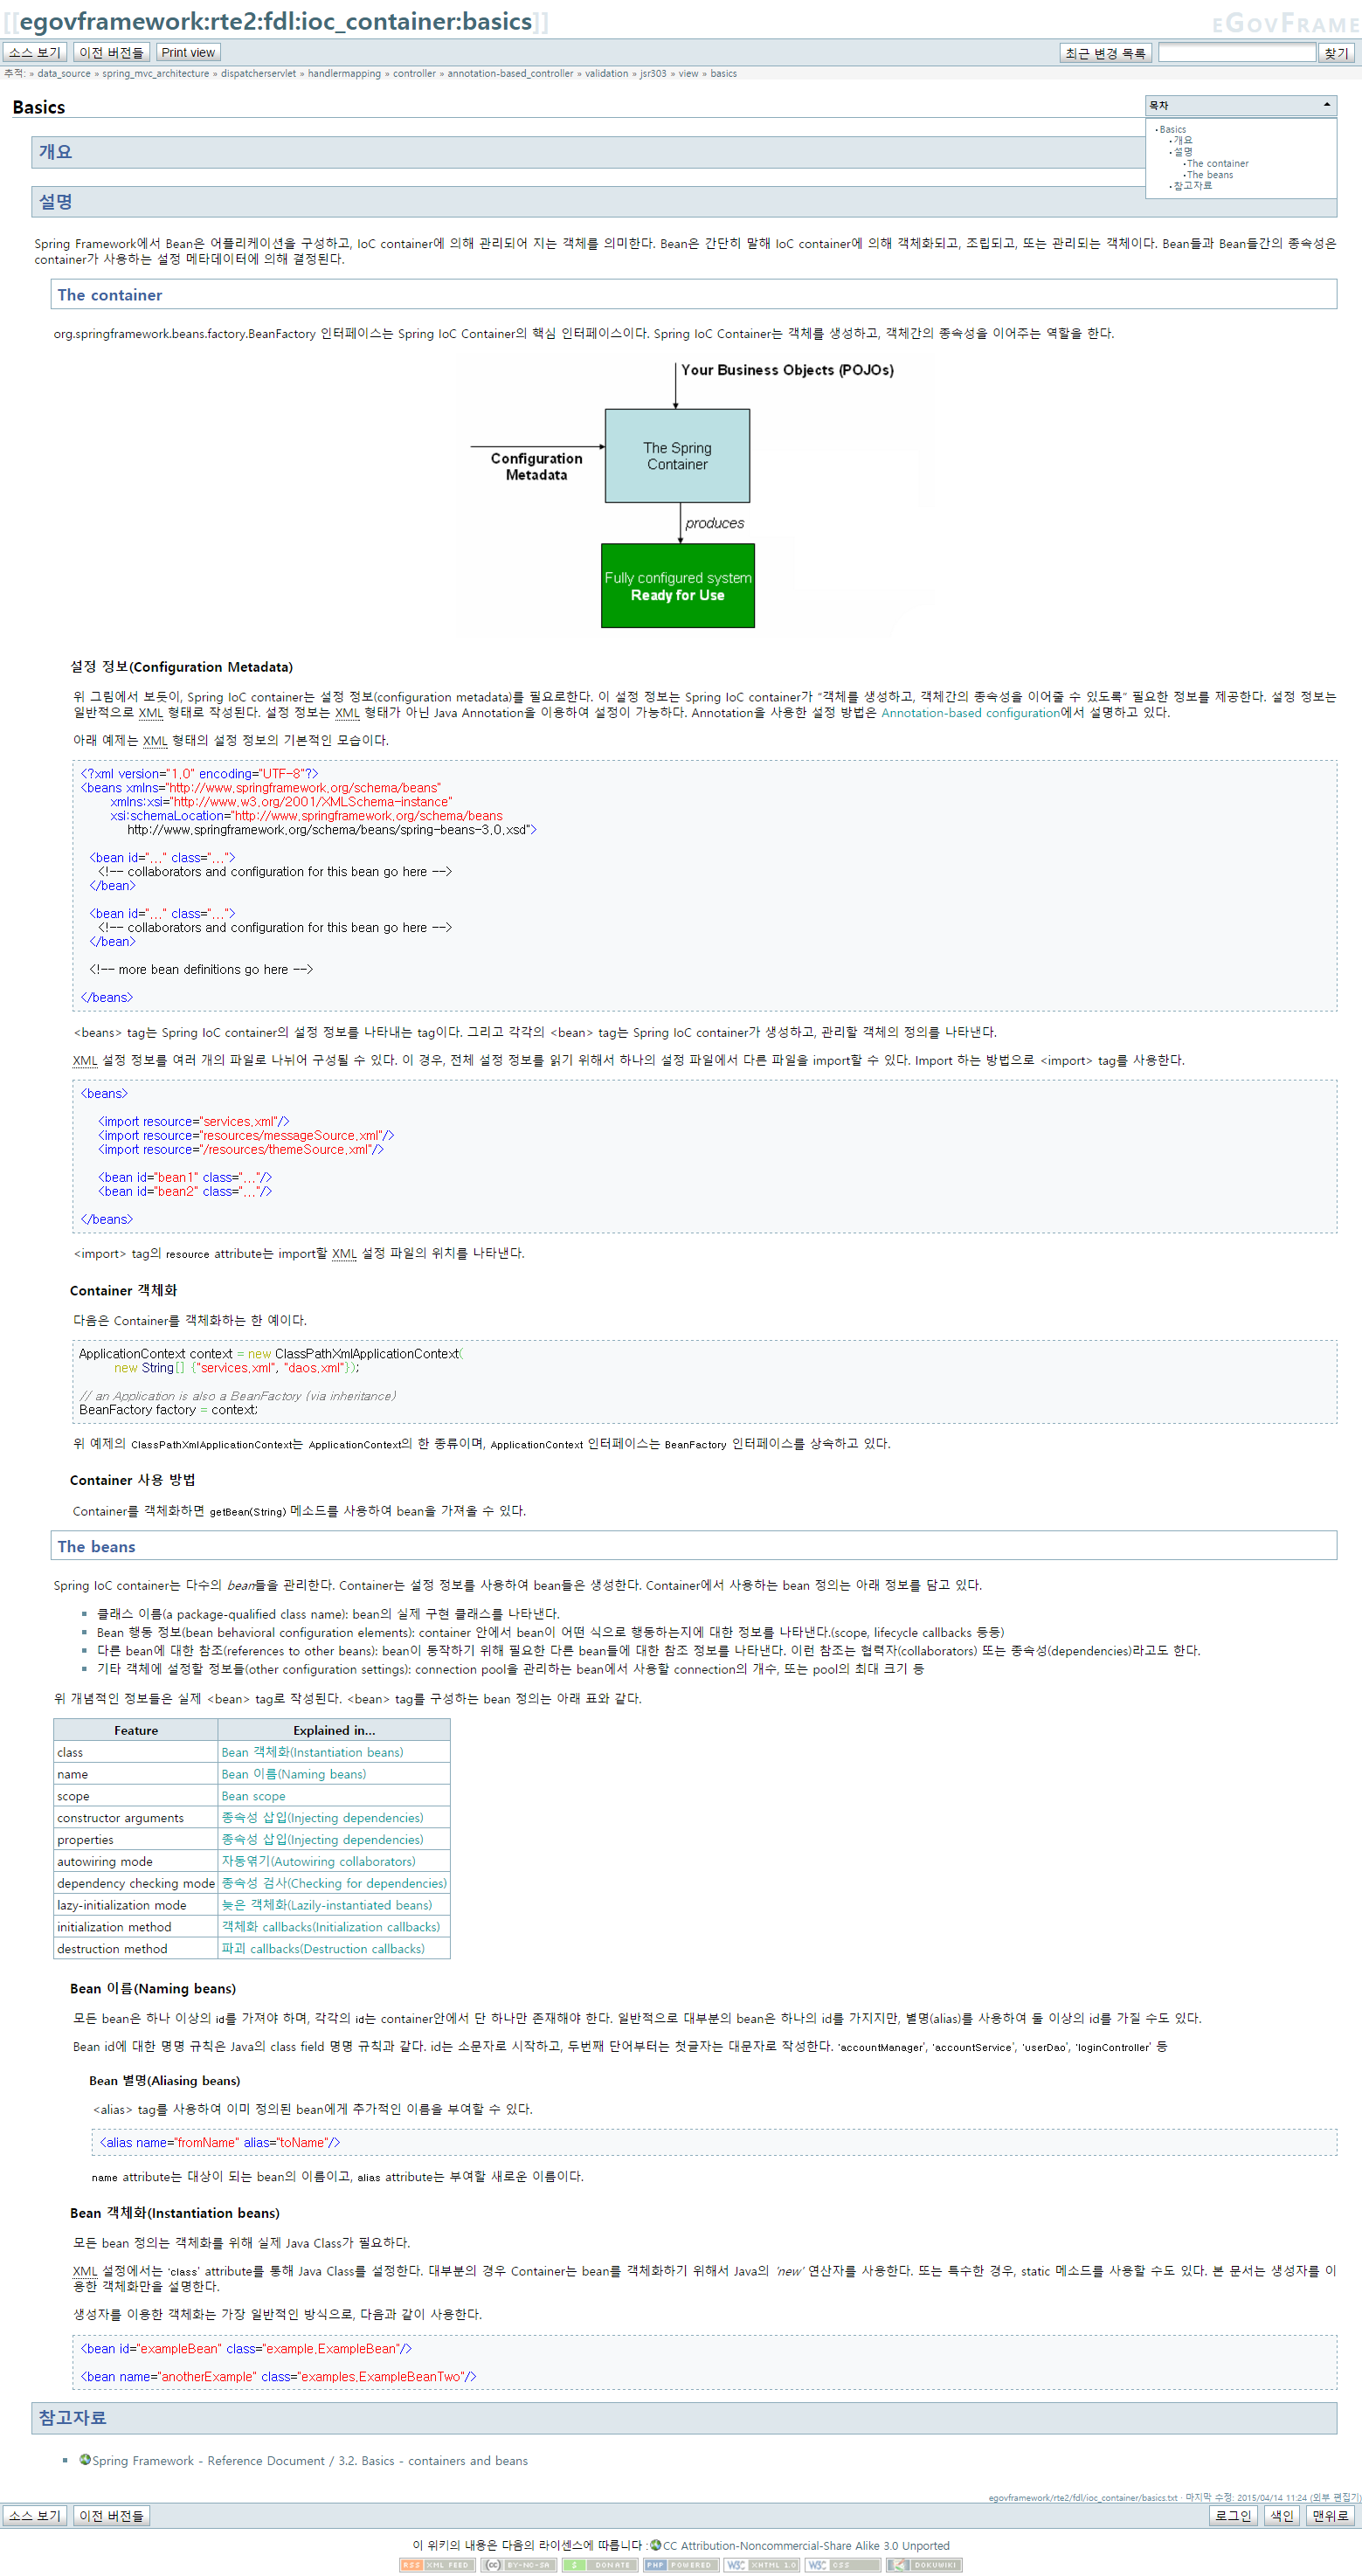 [[egovframework:rte2:fdl:ioc_container:basics]]
eGovFrame
소스 보기 이전 버전들 Print view 최근 변경 목록 찾기
추적: » data_source » spring_mvc_architecture » dispatcherservlet » handlermapping » controller » annotation-based_controller » validation » jsr303 » view » basics
Basics
목차
Basics
개요
설명
The container
The beans
참고자료
개요
설명
Spring Framework에서 Bean은 어플리케이션을 구성하고, IoC container에 의해 관리되어 지는 객체를 의미한다. Bean은 간단히 말해 IoC container에 의해 객체화되고, 조립되고, 또는 관리되는 객체이다. Bean들과 Bean들간의 종속성은
container가 사용하는 설정 메타데이터에 의해 결정된다.
The container
org.springframework.beans.factory.BeanFactory 인터페이스는 Spring IoC Container의 핵심 인터페이스이다. Spring IoC Container는 객체를 생성하고, 객체간의 종속성을 이어주는 역할을 한다.
Your Business Objects (POJOs)
The Spring
Container
Configuration
Metadata
produces
Fully configured system
Ready for Use
설정 정보(Configuration Metadata)
위 그림에서 보듯이, Spring IoC container는 설정 정보(configuration metadata)를 필요로한다. 이 설정 정보는 Spring IoC container가 “객체를 생성하고, 객체간의 종속성을 이어줄 수 있도록” 필요한 정보를 제공한다. 설정 정보는
일반적으로 XML 형태로 작성된다. 설정 정보는 XML 형태가 아닌 Java Annotation을 이용하여 설정이 가능하다. Annotation을 사용한 설정 방법은 Annotation-based configuration에서 설명하고 있다.
아래 예제는 XML 형태의 설정 정보의 기본적인 모습이다.
<?xml version="1.0" encoding="UTF-8"?>
<beans xmlns="http://www.springframework.org/schema/beans"
xmlns:xsi="http://www.w3.org/2001/XMLSchema-instance"
xsi:schemaLocation="http://www.springframework.org/schema/beans
http://www.springframework.org/schema/beans/spring-beans-3.0.xsd">
<bean id="..." class="...">
<!-- collaborators and configuration for this bean go here -->
</bean>
<bean id="..." class="...">
<!-- collaborators and configuration for this bean go here -->
</bean>
<!-- more bean definitions go here -->
</beans>
<beans> tag는 Spring IoC container의 설정 정보를 나타내는 tag이다. 그리고 각각의 <bean> tag는 Spring IoC container가 생성하고, 관리할 객체의 정의를 나타낸다.
XML 설정 정보를 여러 개의 파일로 나뉘어 구성될 수 있다. 이 경우, 전체 설정 정보를 읽기 위해서 하나의 설정 파일에서 다른 파일을 import할 수 있다. Import 하는 방법으로 <import> tag를 사용한다.
<beans>
<import resource="services.xml"/>
<import resource="resources/messageSource.xml"/>
<import resource="/resources/themeSource.xml"/>
<bean id="bean1" class="..."/>
<bean id="bean2" class="..."/>
</beans>
<import> tag의 resource attribute는 import할 XML 설정 파일의 위치를 나타낸다.
Container 객체화
다음은 Container를 객체화하는 한 예이다.
ApplicationContext context = new ClassPathXmlApplicationContext(
new String[] {"services.xml", "daos.xml"});
// an Application is also a BeanFactory (via inheritance)
BeanFactory factory = context;
위 예제의 ClassPathXmlApplicationContext는 ApplicationContext의 한 종류이며, ApplicationContext 인터페이스는 BeanFactory 인터페이스를 상속하고 있다.
Container 사용 방법
Container를 객체화하면 getBean(String) 메소드를 사용하여 bean을 가져올 수 있다.
The beans
Spring IoC container는 다수의 bean들을 관리한다. Container는 설정 정보를 사용하여 bean들은 생성한다. Container에서 사용하는 bean 정의는 아래 정보를 담고 있다.
클래스 이름(a package-qualified class name): bean의 실제 구현 클래스를 나타낸다.
Bean 행동 정보(bean behavioral configuration elements): container 안에서 bean이 어떤 식으로 행동하는지에 대한 정보를 나타낸다.(scope, lifecycle callbacks 등등)
다른 bean에 대한 참조(references to other beans): bean이 동작하기 위해 필요한 다른 bean들에 대한 참조 정보를 나타낸다. 이런 참조는 협력자(collaborators) 또는 종속성(dependencies)라고도 한다.
기타 객체에 설정할 정보들(other configuration settings): connection pool을 관리하는 bean에서 사용할 connection의 개수, 또는 pool의 최대 크기 등
위 개념적인 정보들은 실제 <bean> tag로 작성된다. <bean> tag를 구성하는 bean 정의는 아래 표와 같다.
Feature Explained in...
class Bean 객체화(Instantiation beans)
name Bean 이름(Naming beans)
scope Bean scope
constructor arguments 종속성 삽입(Injecting dependencies)
properties 종속성 삽입(Injecting dependencies)
autowiring mode 자동엮기(Autowiring collaborators)
dependency checking mode 종속성 검사(Checking for dependencies)
lazy-initialization mode 늦은 객체화(Lazily-instantiated beans)
initialization method 객체화 callbacks(Initialization callbacks)
destruction method 파괴 callbacks(Destruction callbacks)
Bean 이름(Naming beans)
모든 bean은 하나 이상의 id를 가져야 하며, 각각의 id는 container안에서 단 하나만 존재해야 한다. 일반적으로 대부분의 bean은 하나의 id를 가지지만, 별명(alias)를 사용하여 둘 이상의 id를 가질 수도 있다.
Bean id에 대한 명명 규칙은 Java의 class field 명명 규칙과 같다. id는 소문자로 시작하고, 두번째 단어부터는 첫글자는 대문자로 작성한다. 'accountManager', 'accountService', 'userDao', 'loginController' 등
Bean 별명(Aliasing beans)
<alias> tag를 사용하여 이미 정의된 bean에게 추가적인 이름을 부여할 수 있다.
<alias name="fromName" alias="toName"/>
name attribute는 대상이 되는 bean의 이름이고, alias attribute는 부여할 새로운 이름이다.
Bean 객체화(Instantiation beans)
모든 bean 정의는 객체화를 위해 실제 Java Class가 필요하다.
XML 설정에서는 'class' attribute를 통해 Java Class를 설정한다. 대부분의 경우 Container는 bean를 객체화하기 위해서 Java의 'new' 연산자를 사용한다. 또는 특수한 경우, static 메소드를 사용할 수도 있다. 본 문서는 생성자를 이
용한 객체화만을 설명한다.
생성자를 이용한 객체화는 가장 일반적인 방식으로, 다음과 같이 사용한다.
<bean id="exampleBean" class="example.ExampleBean"/>
<bean name="anotherExample" class="examples.ExampleBeanTwo"/>
참고자료
Spring Framework - Reference Document / 3.2. Basics - containers and beans
egovframework/rte2/fdl/ioc_container/basics.txt · 마지막 수정: 2015/04/14 11:24 (외부 편집기)
소스 보기 이전 버전들 로그인 색인 맨위로
이 위키의 내용은 다음의 라이센스에 따릅니다 :CC Attribution-Noncommercial-Share Alike 3.0 Unported
RSS XML FEED CC BY-NC-SA $ DONATE PHP POWERED W3C XHTML 1.0 W3C CSS DOKUWIKI